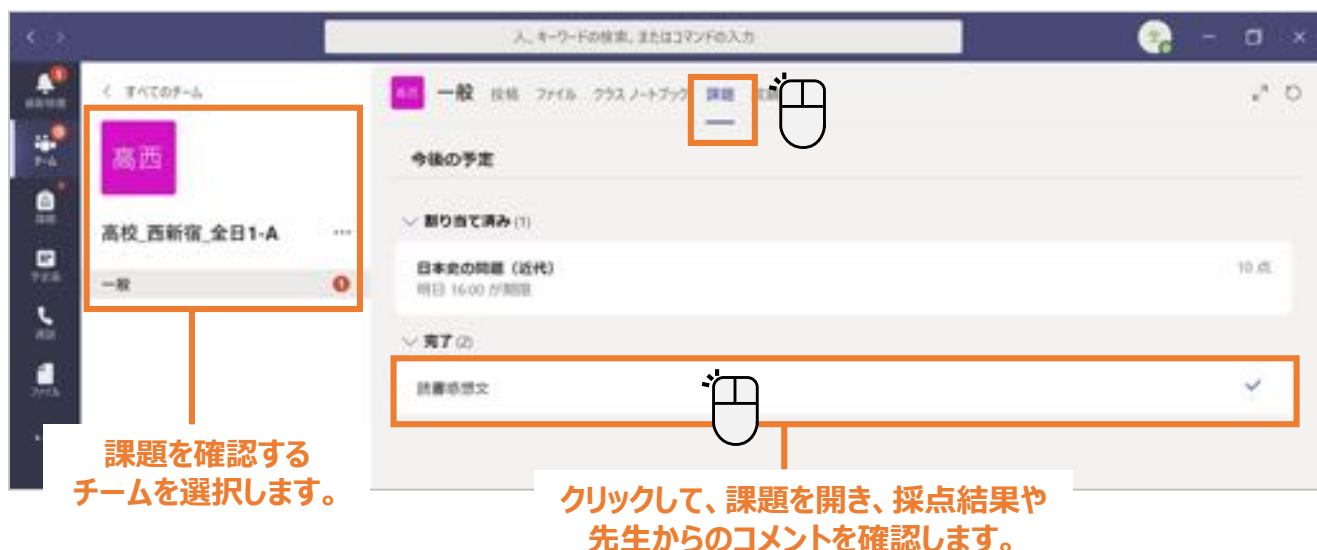 人、キーワードの検索、またはコマンドの入力
すべてのチーム
高西
高校_西新宿_全日1-A
一般
一般 投稿 ファイル クラス ノートブック 課題
今後の予定
割り当て済み (1)
日本史の問題（近代）
10 点
明日 16:00 が期限
完了 (2)
読書感想文
チーム
ファイル
課題を確認する
チームを選択します。
クリックして、課題を開き、採点結果や
先生からのコメントを確認します。